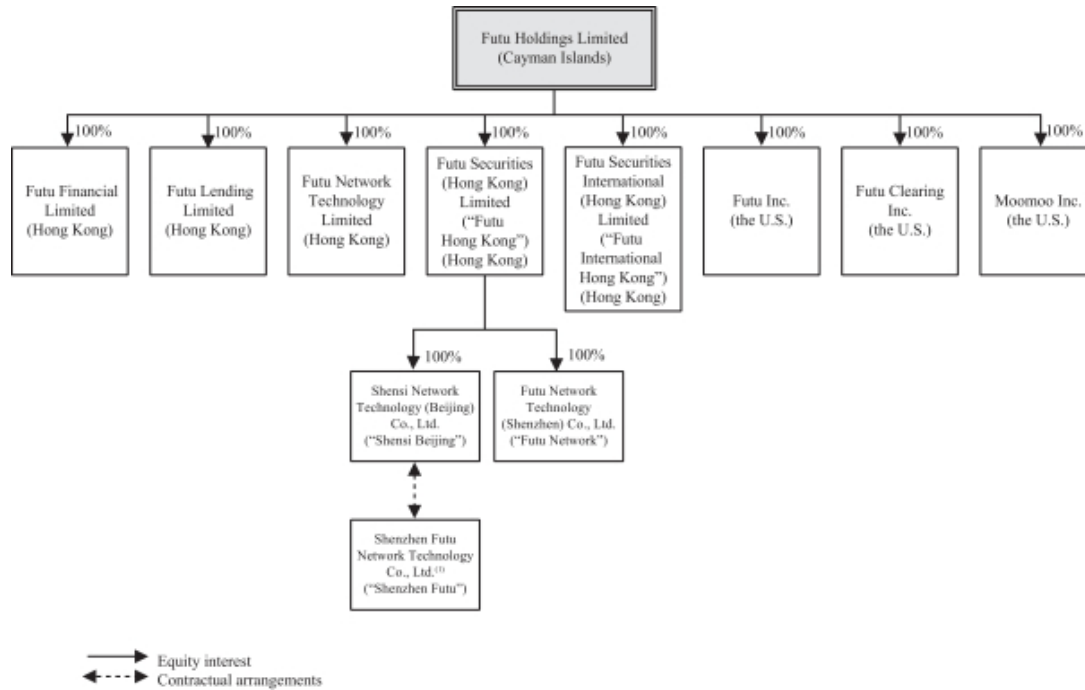 Futu Holdings Limited
(Cayman Islands)
100%
100%
100%
100%
100%
100%
100%
100%
Futu Financial
Limited
(Hong Kong)
Futu Lending
Limited
(Hong Kong)
Futu Network
Technology
Limited
(Hong Kong)
Futu Securities
(Hong Kong)
Limited
(“Futu
Hong Kong”)
(Hong Kong)
Futu Securities
International
(Hong Kong)
Limited
(“Futu
International
Hong Kong”)
(Hong Kong)
Futu Inc.
(the U.S.)
Futu Clearing
Inc.
(the U.S.)
Moomoo Inc.
(the U.S.)
100%
100%
Shensi Network
Technology (Beijing)
Co., Ltd.
(“Shensi Beijing”)
Futu Network
Technology
(Shenzhen) Co., Ltd.
(“Futu Network”)
Shenzhen Futu
Network Technology
Co., Ltd.(1)
(“Shenzhen Futu”)
Equity interest
Contractual arrangements